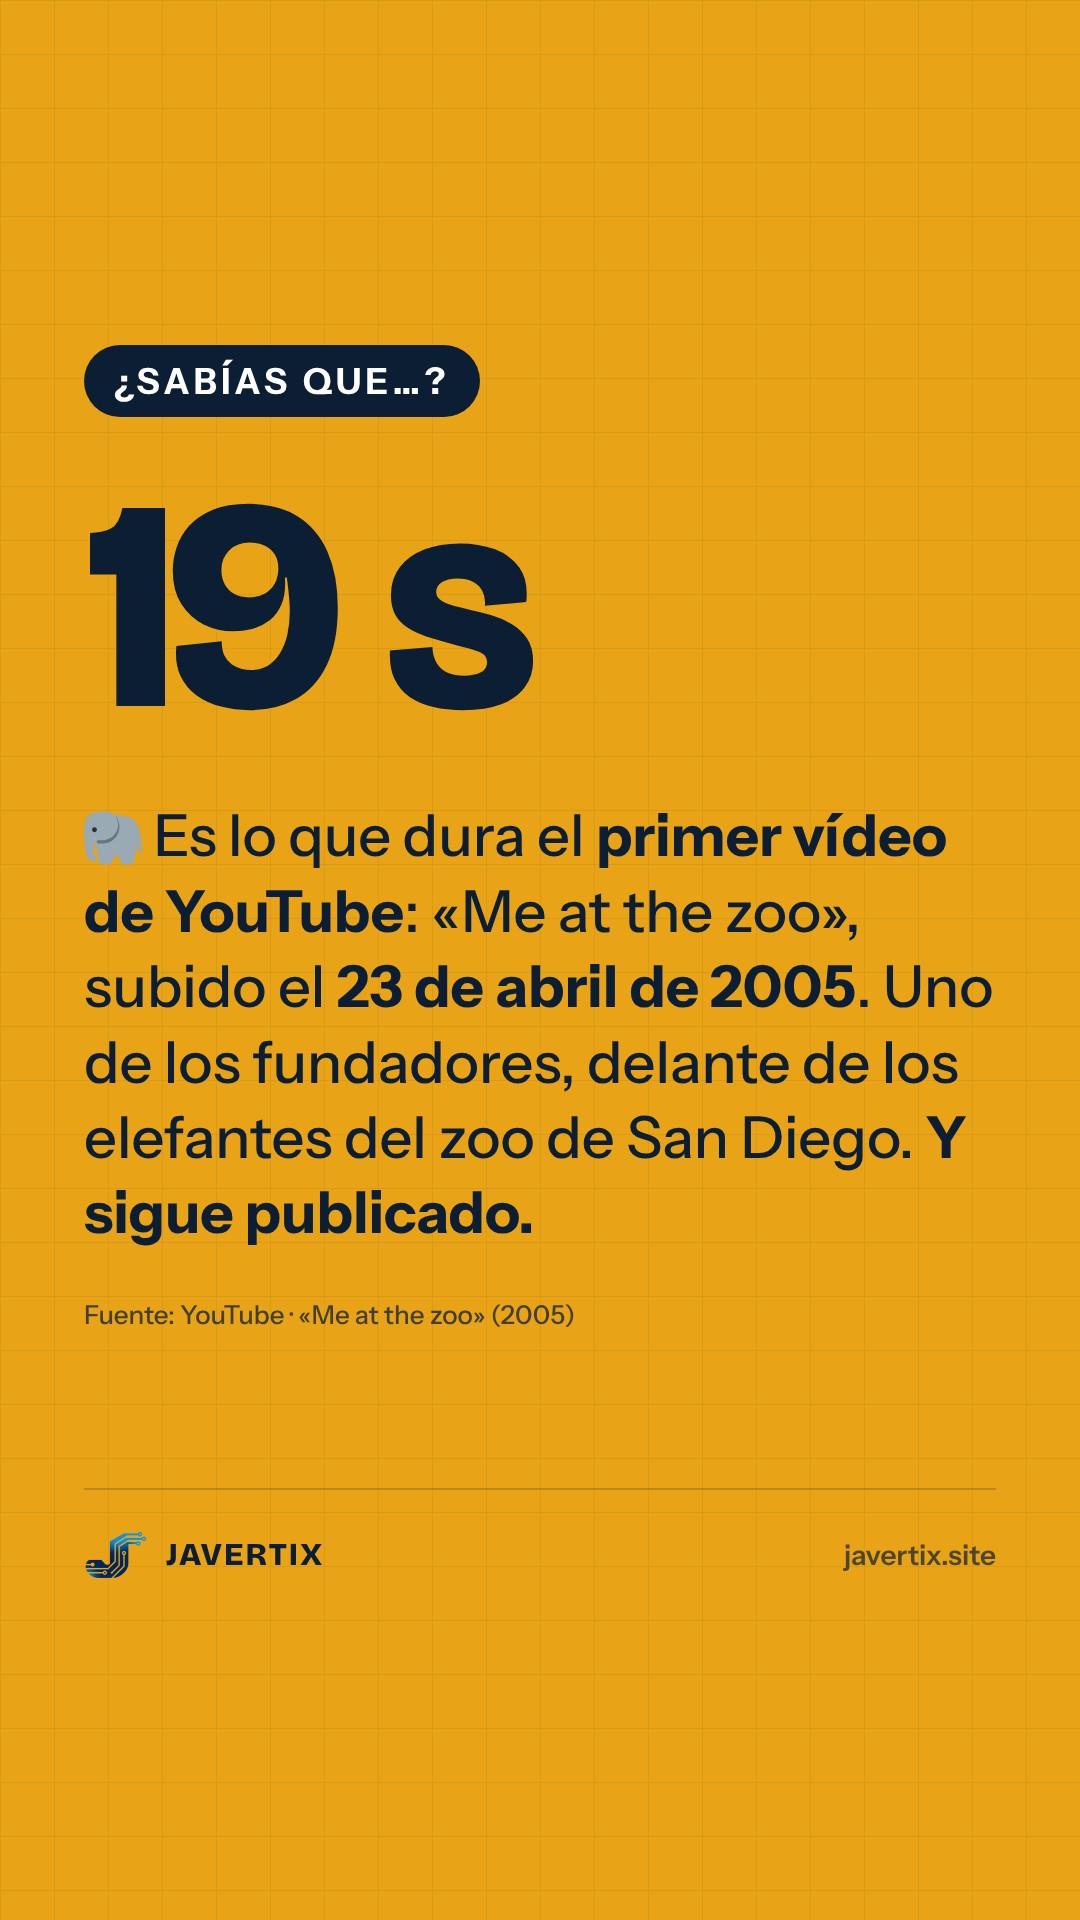 ¿SABÍAS QUE…?
19 s
🐘 Es lo que dura el primer vídeo
de YouTube: «Me at the zoo»,
subido el 23 de abril de 2005. Uno
de los fundadores, delante de los
elefantes del zoo de San Diego. Y
sigue publicado.
Fuente: YouTube · «Me at the zoo» (2005)
JAVERTIX
javertix.site